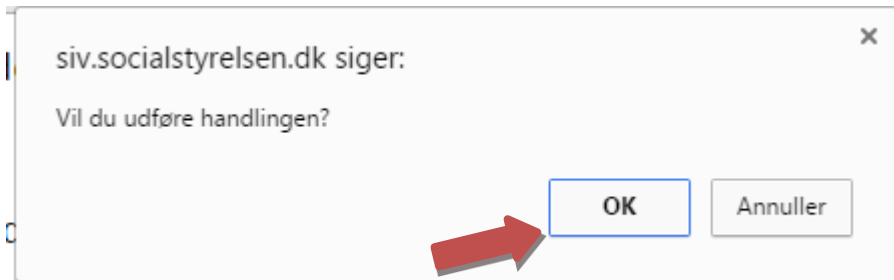 siv.socialstyrelsen.dk siger:
Vil du udføre handlingen?
OK Annuller